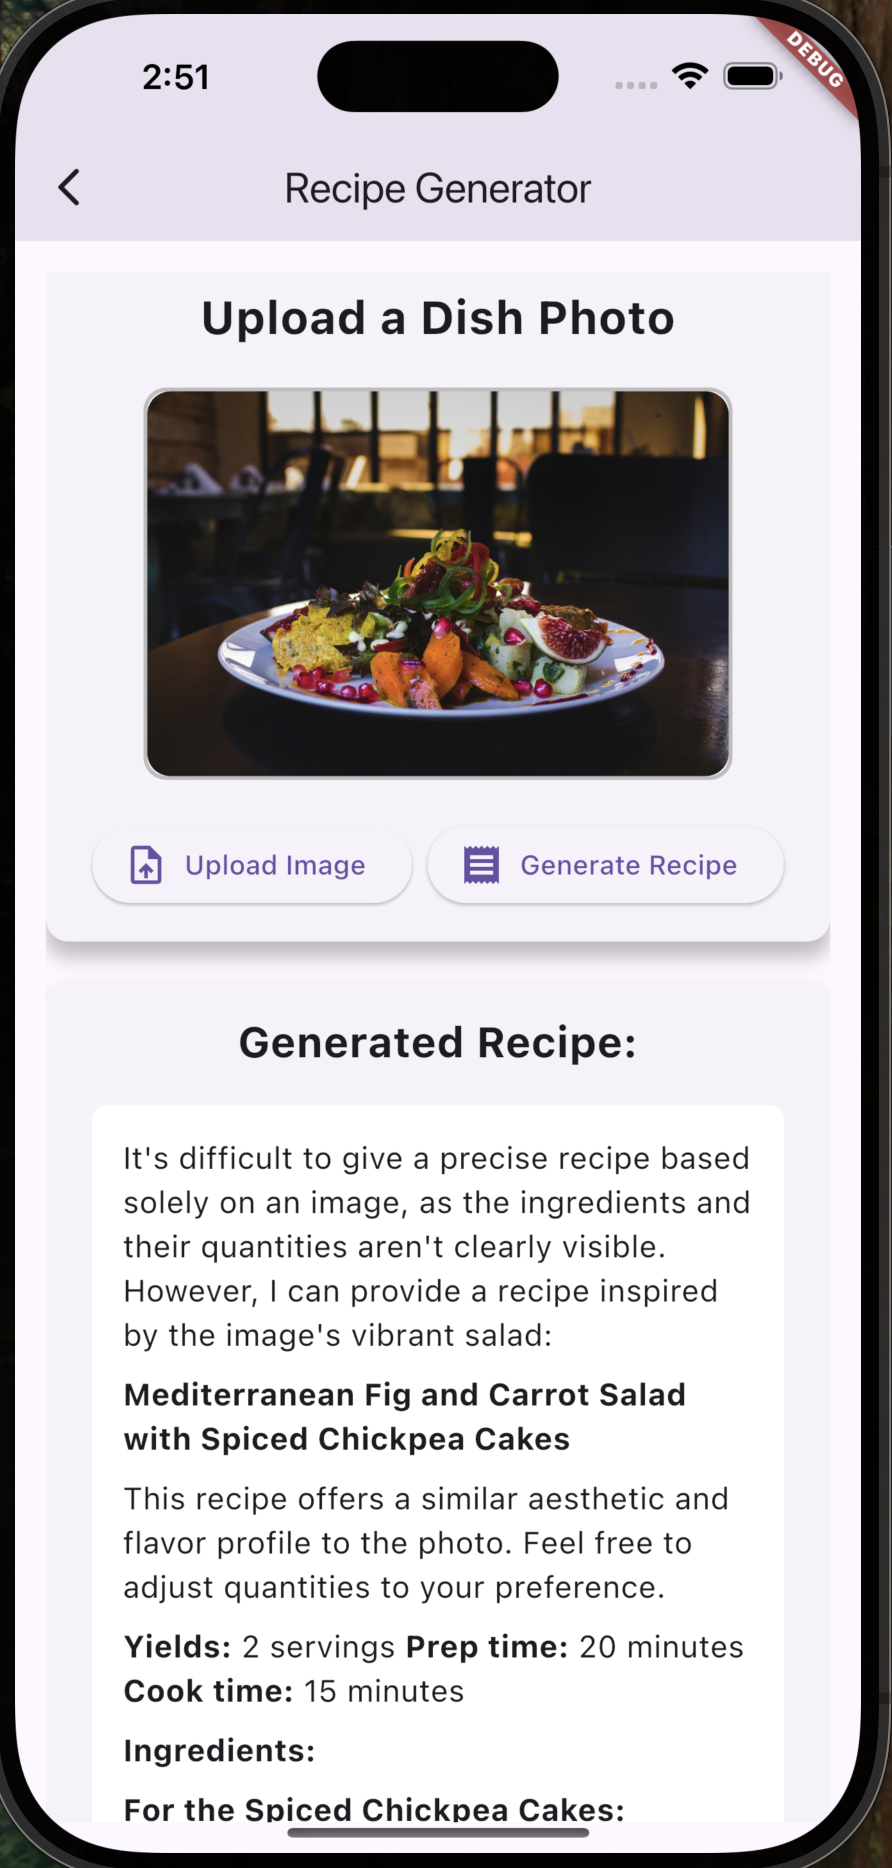 2:51
DEBUG
Recipe Generator
Upload a Dish Photo
Upload Image
Generate Recipe
Generated Recipe:
It's difficult to give a precise recipe based
solely on an image, as the ingredients and
their quantities aren't clearly visible.
However, I can provide a recipe inspired
by the image's vibrant salad:
Mediterranean Fig and Carrot Salad
with Spiced Chickpea Cakes
This recipe offers a similar aesthetic and
flavor profile to the photo. Feel free to
adjust quantities to your preference.
Yields: 2 servings Prep time: 20 minutes
Cook time: 15 minutes
Ingredients:
For the Spiced Chickpea Cakes: